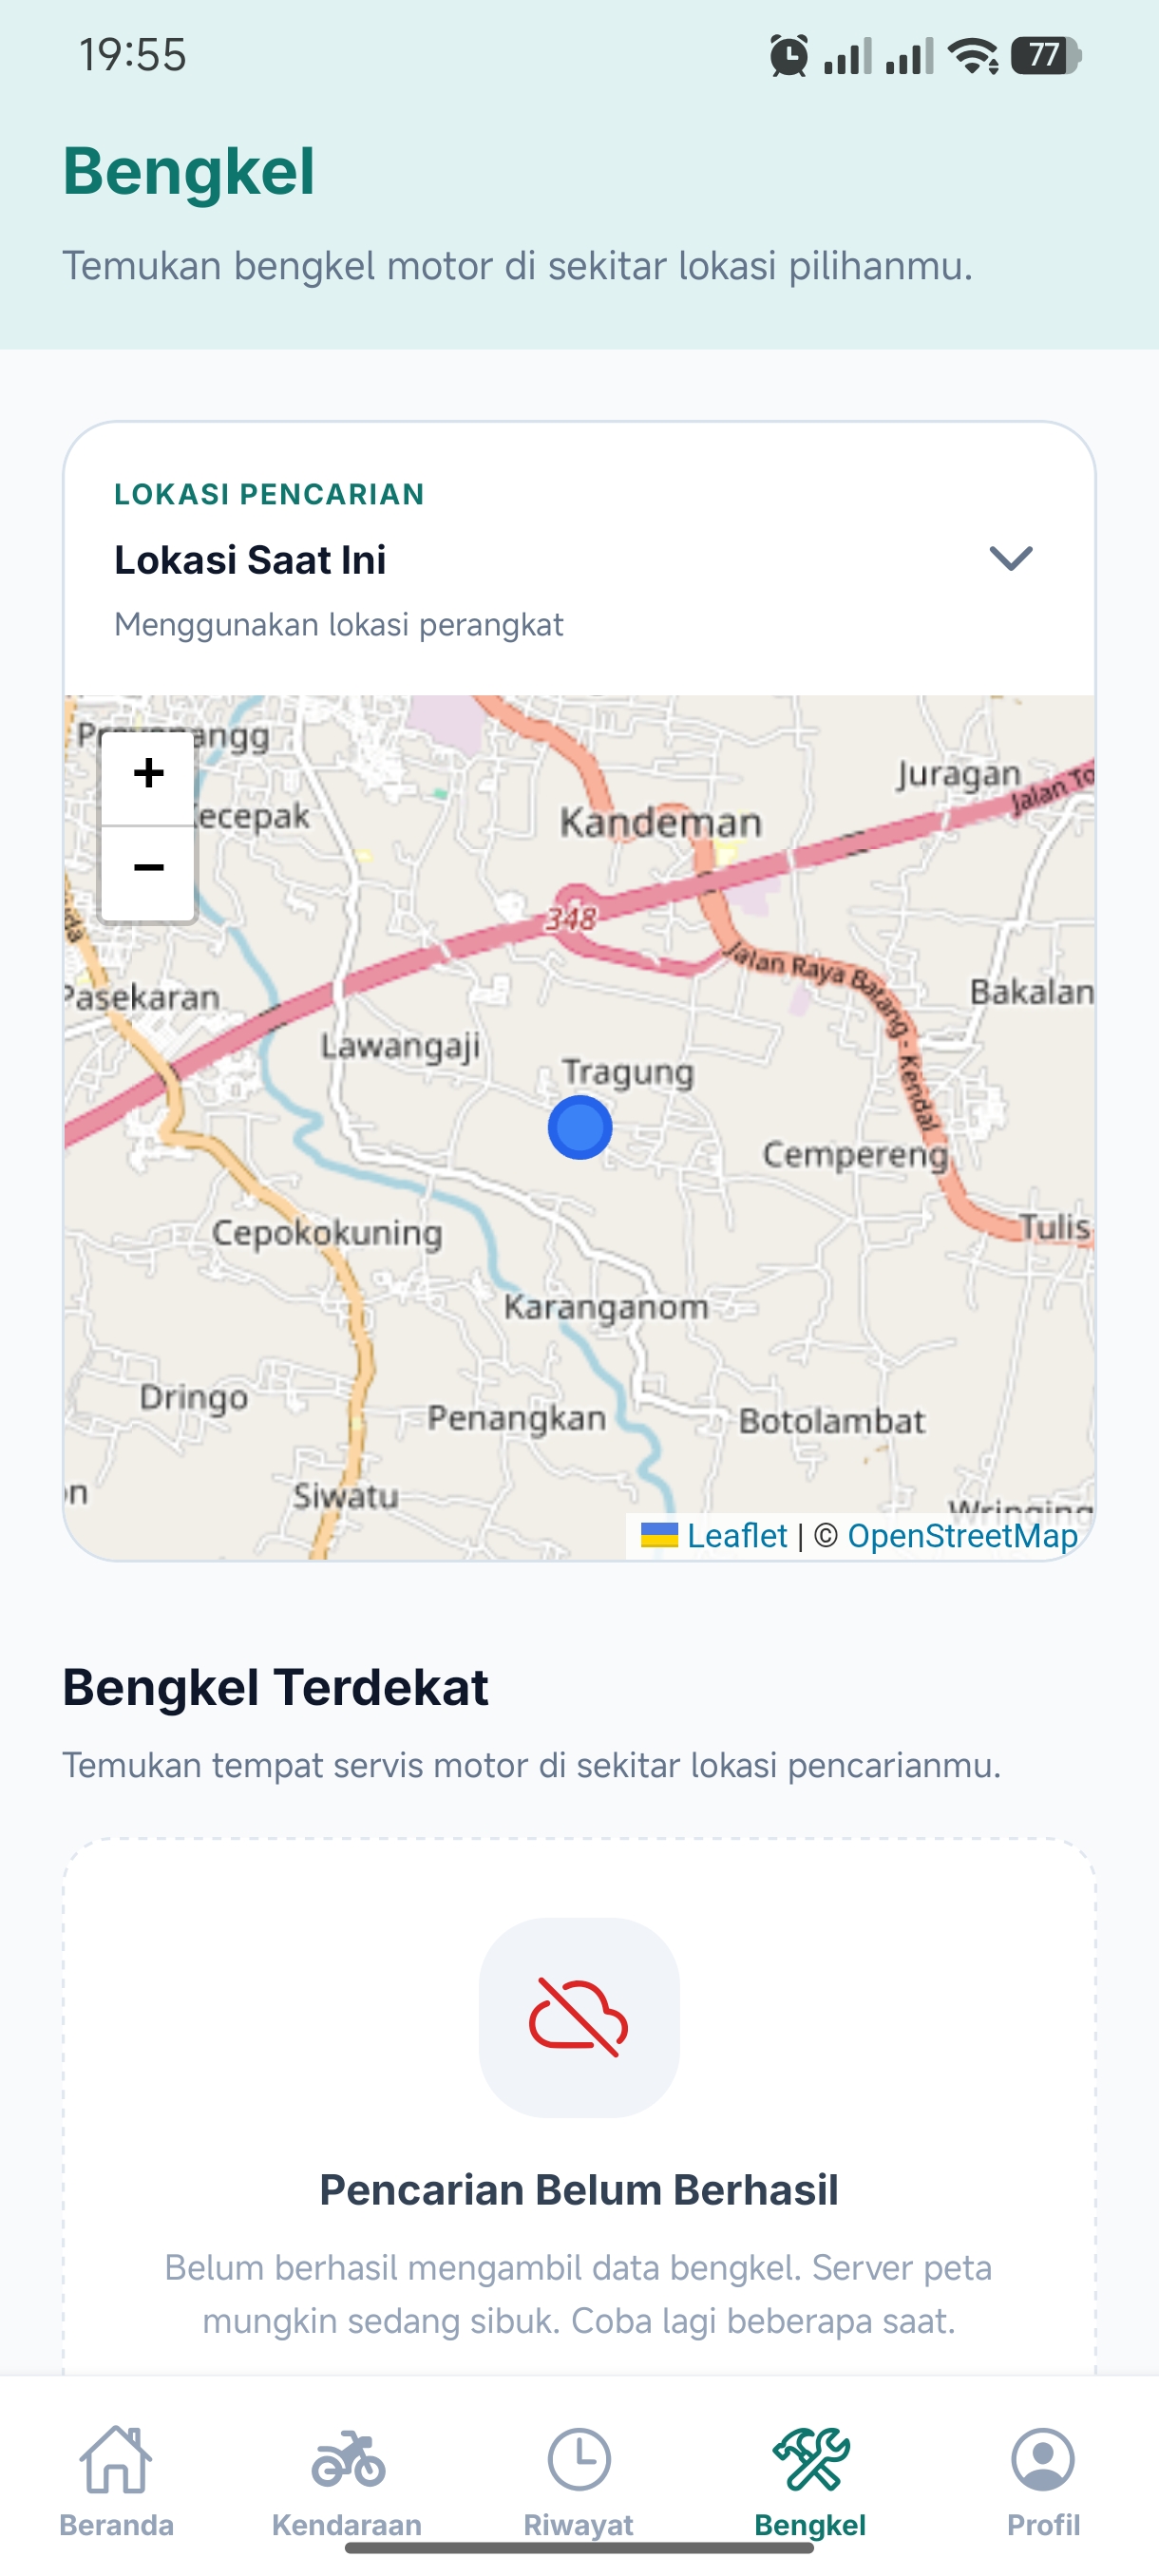 19:55
77
Bengkel
Temukan bengkel motor di sekitar lokasi pilihanmu.
LOKASI PENCARIAN
Lokasi Saat Ini
Menggunakan lokasi perangkat
+
−
Juragan
Jalan To
Kandeman
348
Jalan Raya Batang - Kendal
Pasekaran
Bakalan
Lawangaji
Tragung
Cempereng
Cepokokuning
Tulis
Karanganom
Dringo
Penangkan
Botolambat
Siwatu
Wringing
Leaflet | © OpenStreetMap
Bengkel Terdekat
Temukan tempat servis motor di sekitar lokasi pencarianmu.
Pencarian Belum Berhasil
Belum berhasil mengambil data bengkel. Server peta
mungkin sedang sibuk. Coba lagi beberapa saat.
Beranda
Kendaraan
Riwayat
Bengkel
Profil